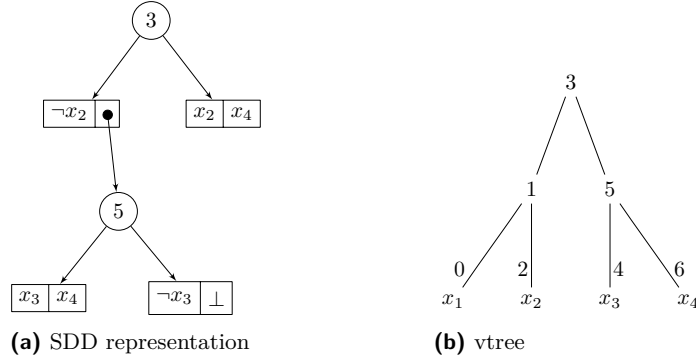 3
¬x₂ x₂ x₄
5
x₃ x₄ ¬x₃ ⊥
(a) SDD representation
3
1 5
0 2 4 6
x₁ x₂ x₃ x₄
(b) vtree